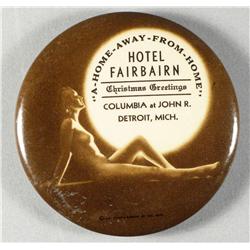 "A-HOME-AWAY-FROM-HOME"
HOTEL
FAIRBAIRN
Christmas Greetings
COLUMBIA at JOHN R.
DETROIT, MICH.